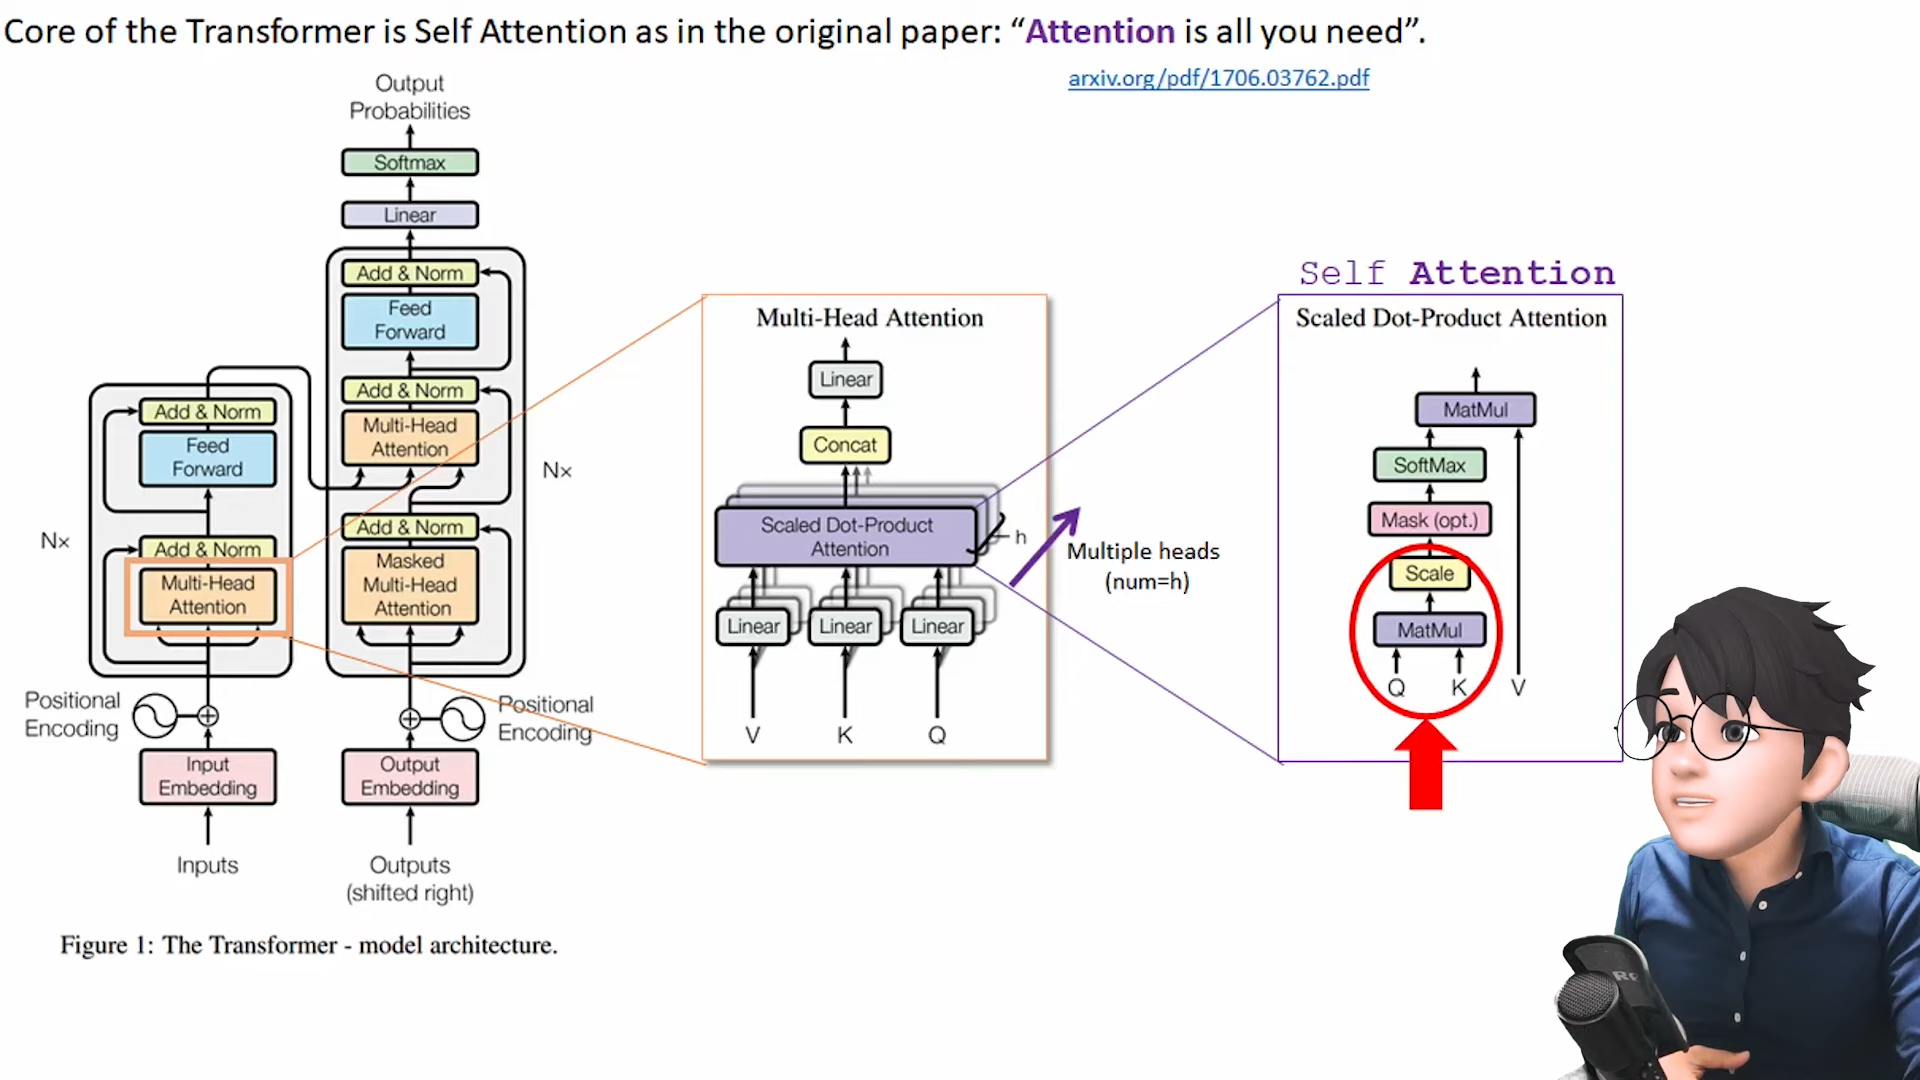 Core of the Transformer is Self Attention as in the original paper: “Attention is all you need”.
arxiv.org/pdf/1706.03762.pdf
Output
Probabilities
Softmax
Linear
Add & Norm
Feed
Forward
Add & Norm
Multi-Head
Attention
Nx
Add & Norm
Masked
Multi-Head
Attention
Positional
Encoding
Output
Embedding
Outputs
(shifted right)
Add & Norm
Feed
Forward
Nx
Add & Norm
Multi-Head
Attention
Positional
Encoding
Input
Embedding
Inputs
Figure 1: The Transformer - model architecture.
Multi-Head Attention
Linear
Concat
Scaled Dot-Product
Attention
h
Linear
Linear
Linear
V
K
Q
Multiple heads
(num=h)
Self Attention
Scaled Dot-Product Attention
MatMul
SoftMax
Mask (opt.)
Scale
MatMul
Q
K
V